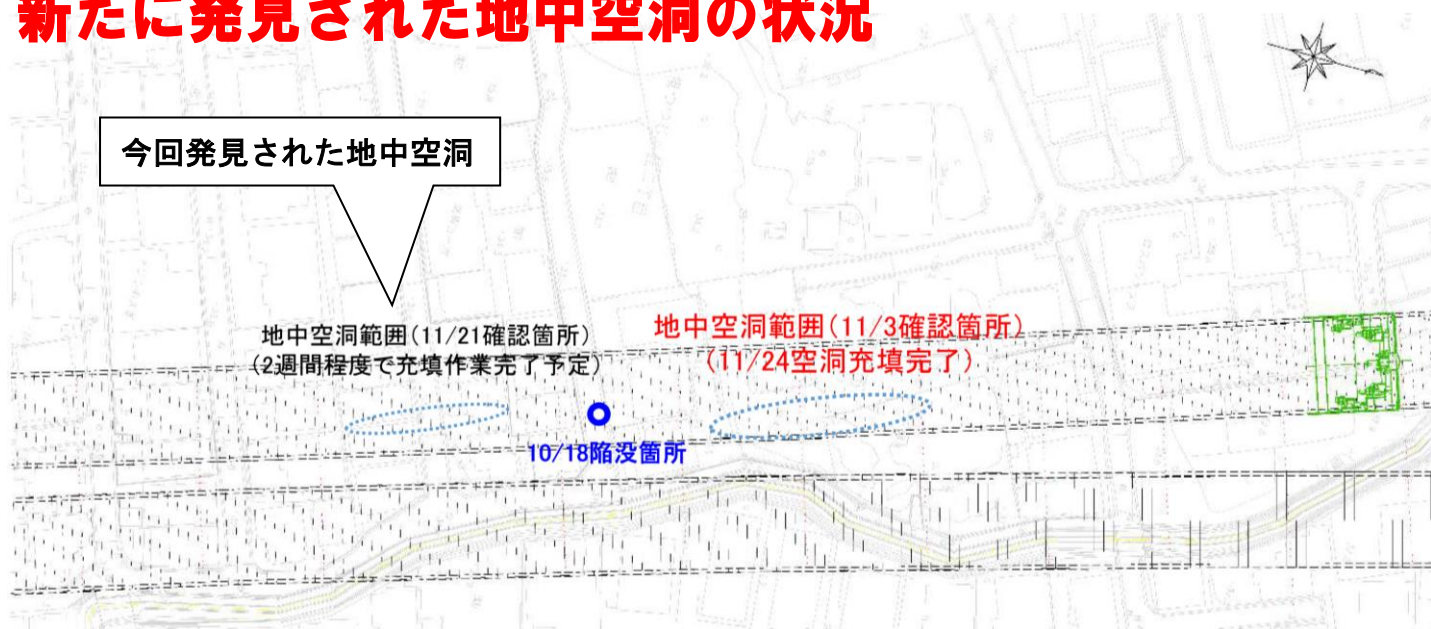 新たに発見された地中空洞の状況
今回発見された地中空洞
地中空洞範囲(11/21確認箇所)
(2週間程度で充填作業完了予定)
地中空洞範囲(11/3確認箇所)
(11/24空洞充填完了)
10/18陥没箇所